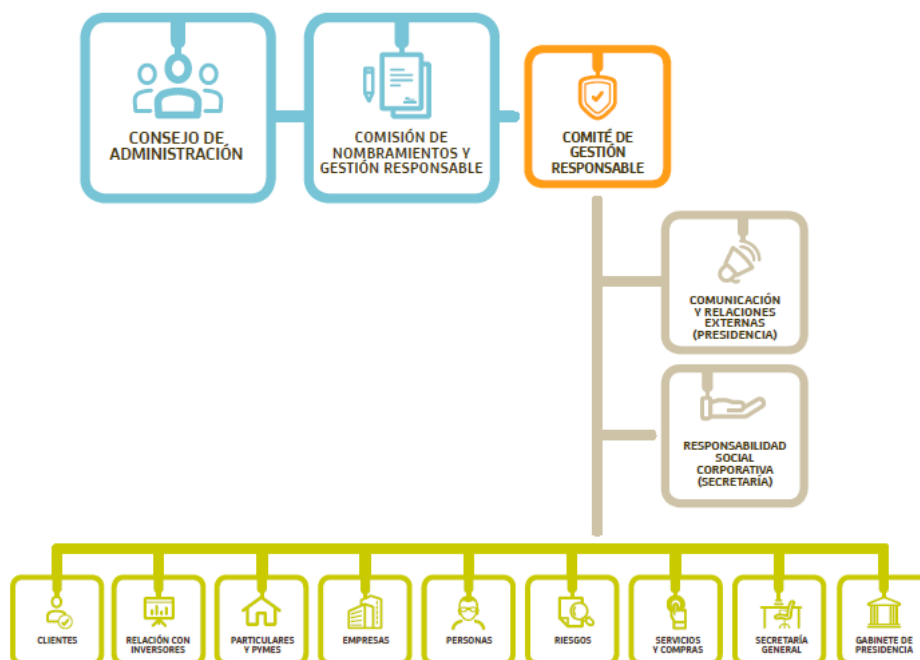 CONSEJO DE
ADMINISTRACIÓN
COMISIÓN DE
NOMBRAMIENTOS Y
GESTIÓN RESPONSABLE
COMITÉ DE
GESTIÓN
RESPONSABLE
COMUNICACIÓN
Y RELACIONES
EXTERNAS
(PRESIDENCIA)
RESPONSABILIDAD
SOCIAL
CORPORATIVA
(SECRETARÍA)
CLIENTES
RELACIÓN CON
INVERSORES
PARTICULARES
Y PYMES
EMPRESAS
PERSONAS
RIESGOS
SERVICIOS
Y COMPRAS
SECRETARÍA
GENERAL
GABINETE DE
PRESIDENCIA